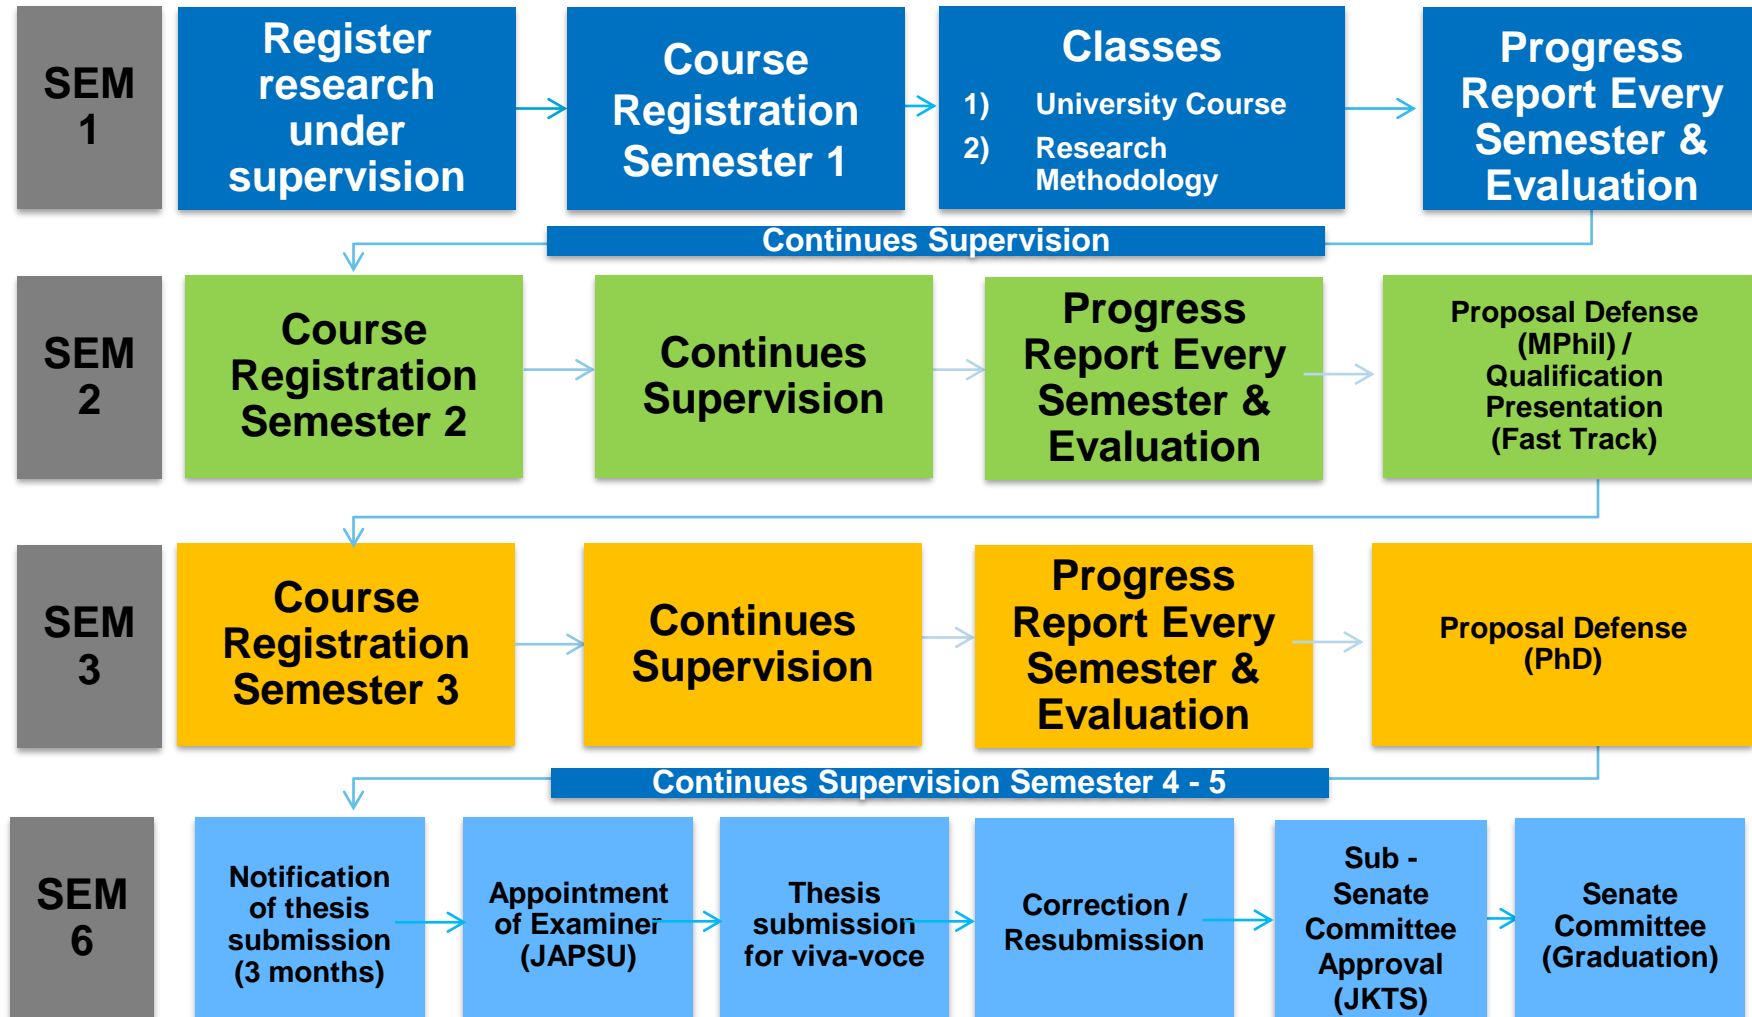 SEM
1
Register
research
under
supervision
Course
Registration
Semester 1
Classes
1) University Course
2) Research
Methodology
Progress
Report Every
Semester &
Evaluation
Continues Supervision
SEM
2
Course
Registration
Semester 2
Continues
Supervision
Progress
Report Every
Semester &
Evaluation
Proposal Defense
(MPhil) /
Qualification
Presentation
(Fast Track)
SEM
3
Course
Registration
Semester 3
Continues
Supervision
Progress
Report Every
Semester &
Evaluation
Proposal Defense
(PhD)
Continues Supervision Semester 4 - 5
SEM
6
Notification
of thesis
submission
(3 months)
Appointment
of Examiner
(JAPSU)
Thesis
submission
for viva-voce
Correction /
Resubmission
Sub -
Senate
Committee
Approval
(JKTS)
Senate
Committee
(Graduation)